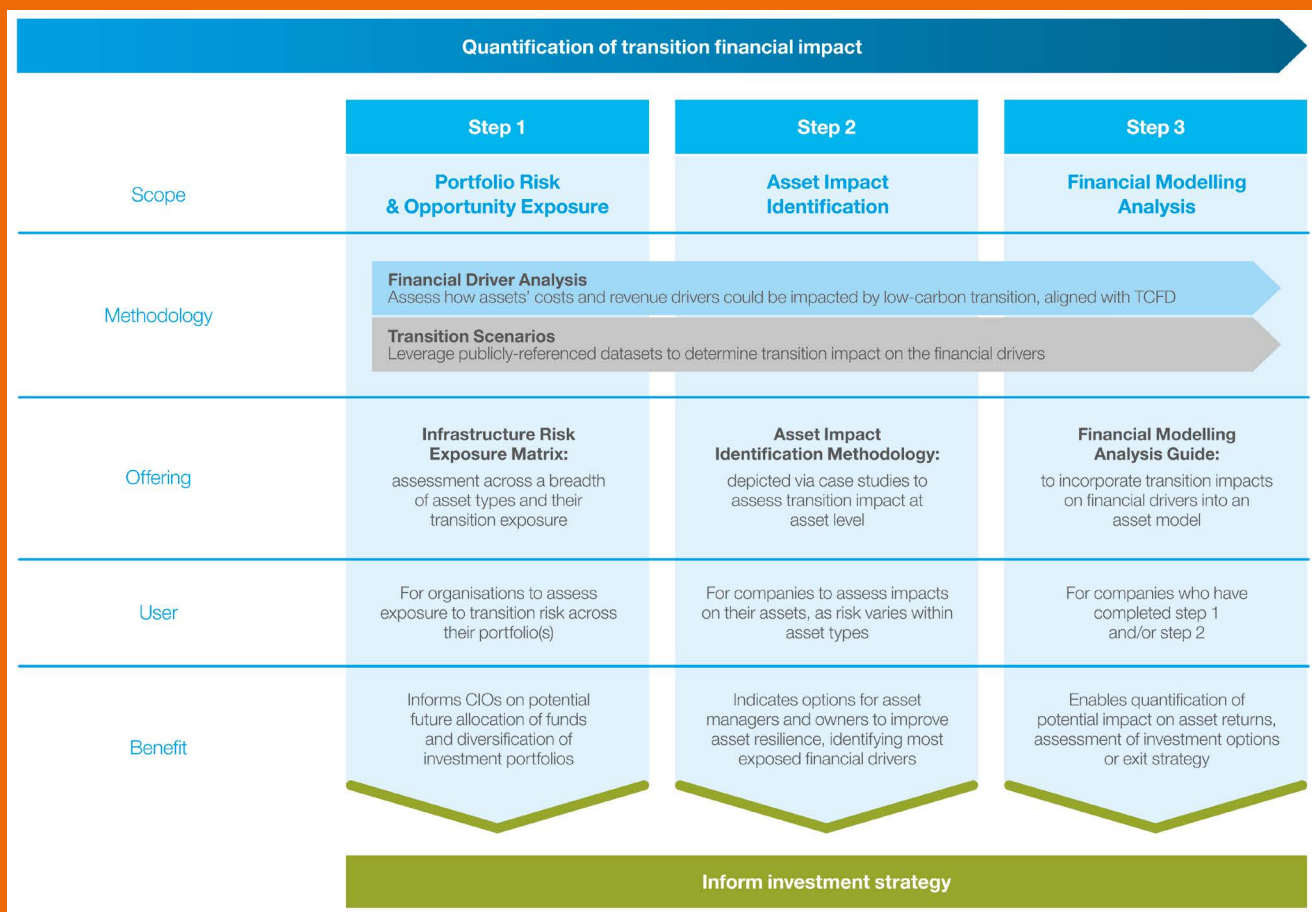 Quantification of transition financial impact
Step 1
Step 2
Step 3
Scope
Portfolio Risk
& Opportunity Exposure
Asset Impact
Identification
Financial Modelling
Analysis
Methodology
Financial Driver Analysis
Assess how assets' costs and revenue drivers could be impacted by low-carbon transition, aligned with TCFD
Transition Scenarios
Leverage publicly-referenced datasets to determine transition impact on the financial drivers
Offering
Infrastructure Risk
Exposure Matrix:
assessment across a breadth
of asset types and their
transition exposure
Asset Impact
Identification Methodology:
depicted via case studies to
assess transition impact at
asset level
Financial Modelling
Analysis Guide:
to incorporate transition impacts
on financial drivers into an
asset model
User
For organisations to assess
exposure to transition risk across
their portfolio(s)
For companies to assess impacts
on their assets, as risk varies within
asset types
For companies who have
completed step 1
and/or step 2
Benefit
Informs CIOs on potential
future allocation of funds
and diversification of
investment portfolios
Indicates options for asset
managers and owners to improve
asset resilience, identifying most
exposed financial drivers
Enables quantification of
potential impact on asset returns,
assessment of investment options
or exit strategy
Inform investment strategy